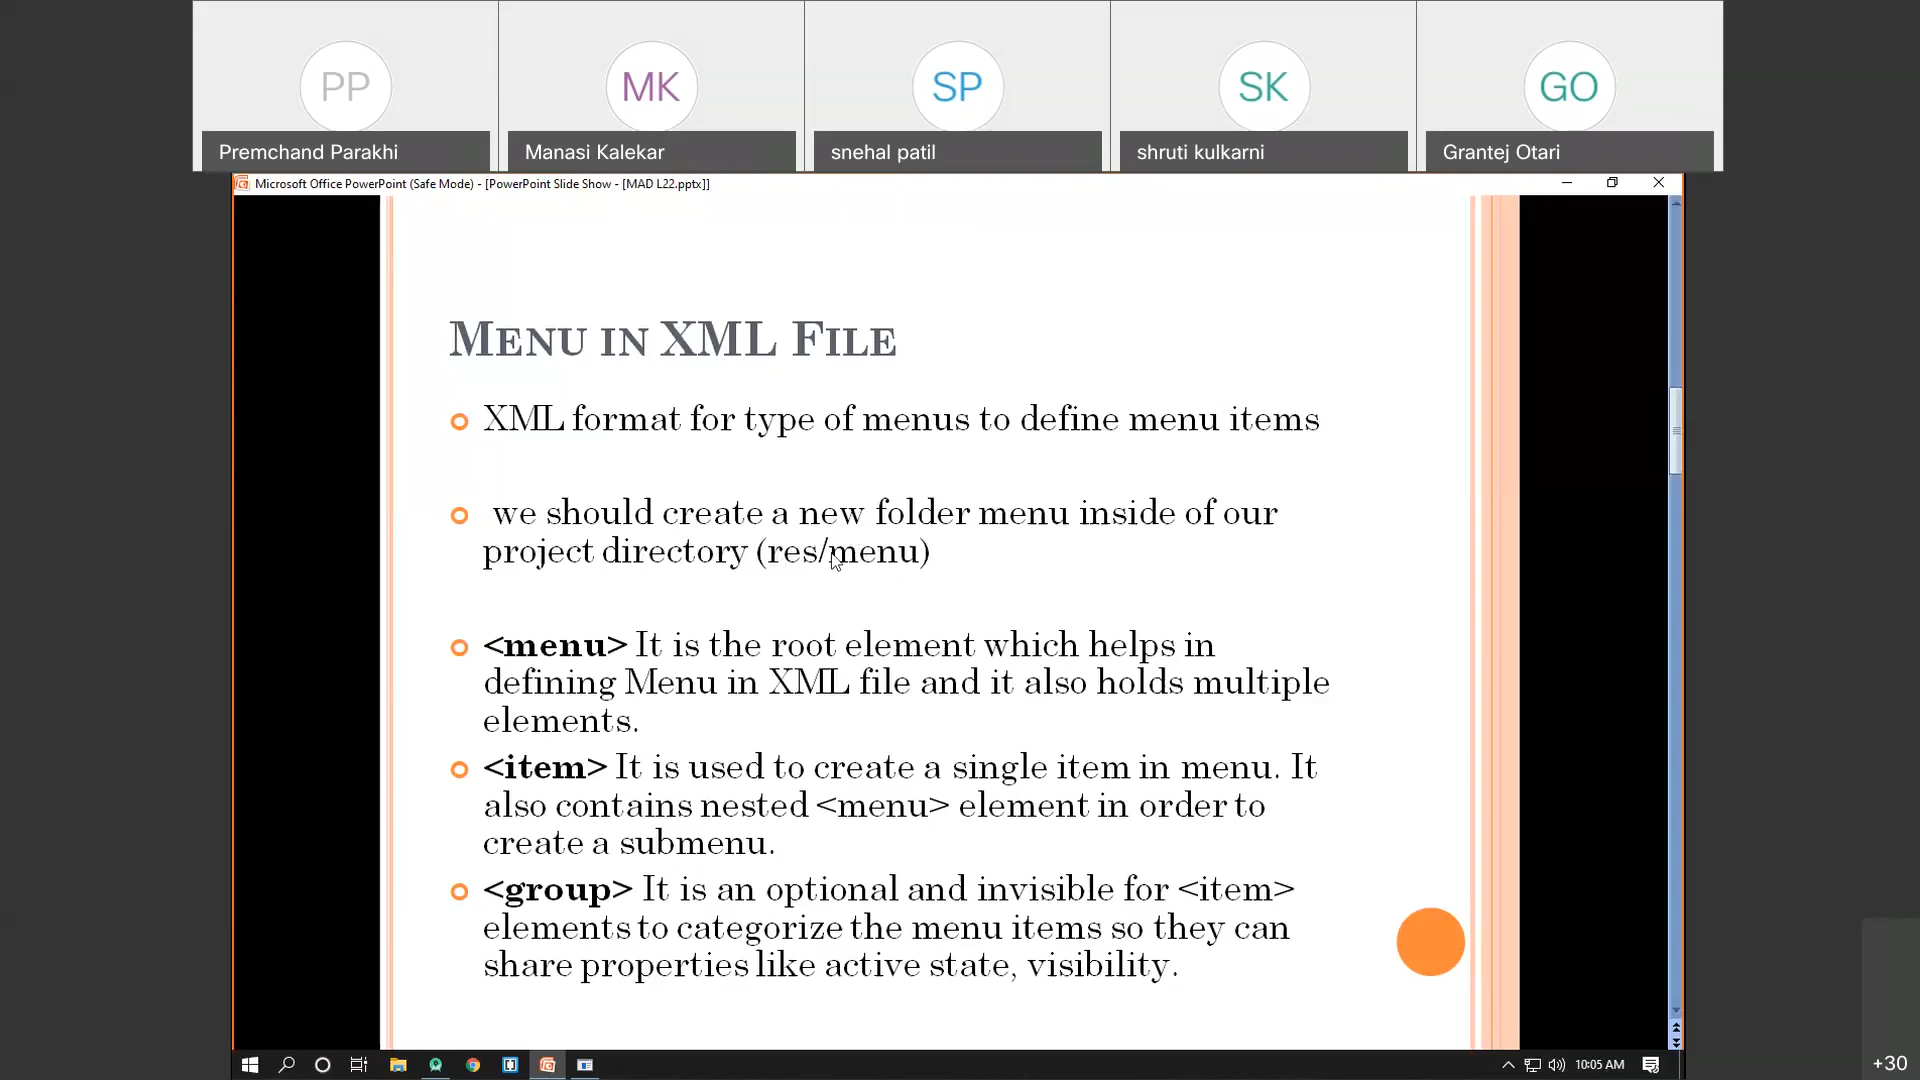 PP
MK
SP
SK
GO
Premchand Parakhi
Manasi Kalekar
snehal patil
shruti kulkarni
Grantej Otari
Microsoft Office PowerPoint (Safe Mode) - [PowerPoint Slide Show - [MAD L22.pptx]]
MENU IN XML FILE
XML format for type of menus to define menu items
we should create a new folder menu inside of our
project directory (res/menu)
<menu> It is the root element which helps in
defining Menu in XML file and it also holds multiple
elements.
<item> It is used to create a single item in menu. It
also contains nested <menu> element in order to
create a submenu.
<group> It is an optional and invisible for <item>
elements to categorize the menu items so they can
share properties like active state, visibility.
10:05 AM
+30